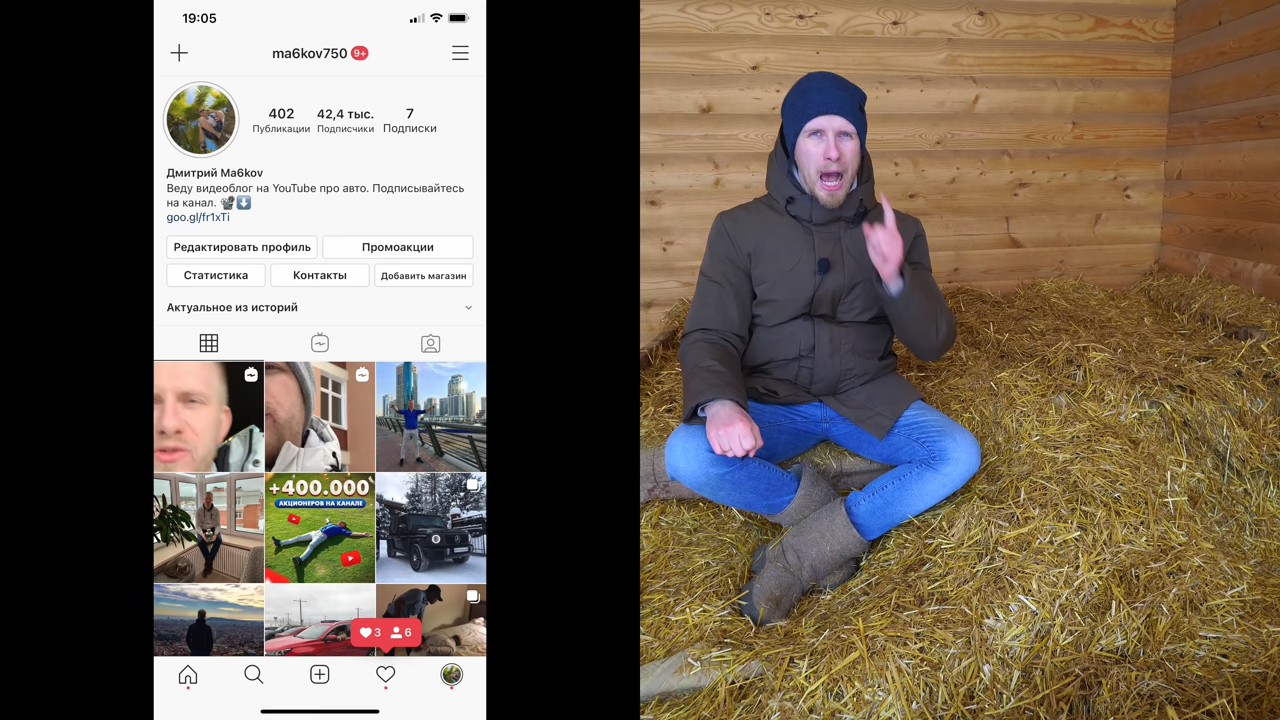 19:05
ma6kov750 9+
402
Публикации
42,4 тыс.
Подписчики
7
Подписки
Дмитрий Ma6kov
Веду видеоблог на YouTube про авто. Подписывайтесь
на канал.
goo.gl/fr1xTi
Редактировать профиль
Промоакции
Статистика
Контакты
Добавить магазин
Актуальное из историй
+400.000
АКЦИОНЕРОВ НА КАНАЛЕ
3 6